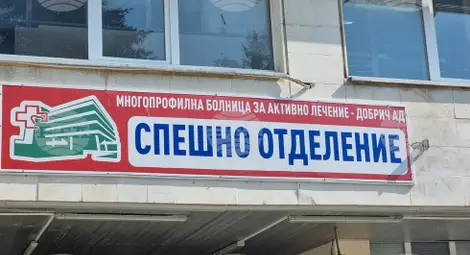 МНОГОПРОФИЛНА БОЛНИЦА ЗА АКТИВНО ЛЕЧЕНИЕ - ДОБРИЧ АД
СПЕШНО ОТДЕЛЕНИЕ